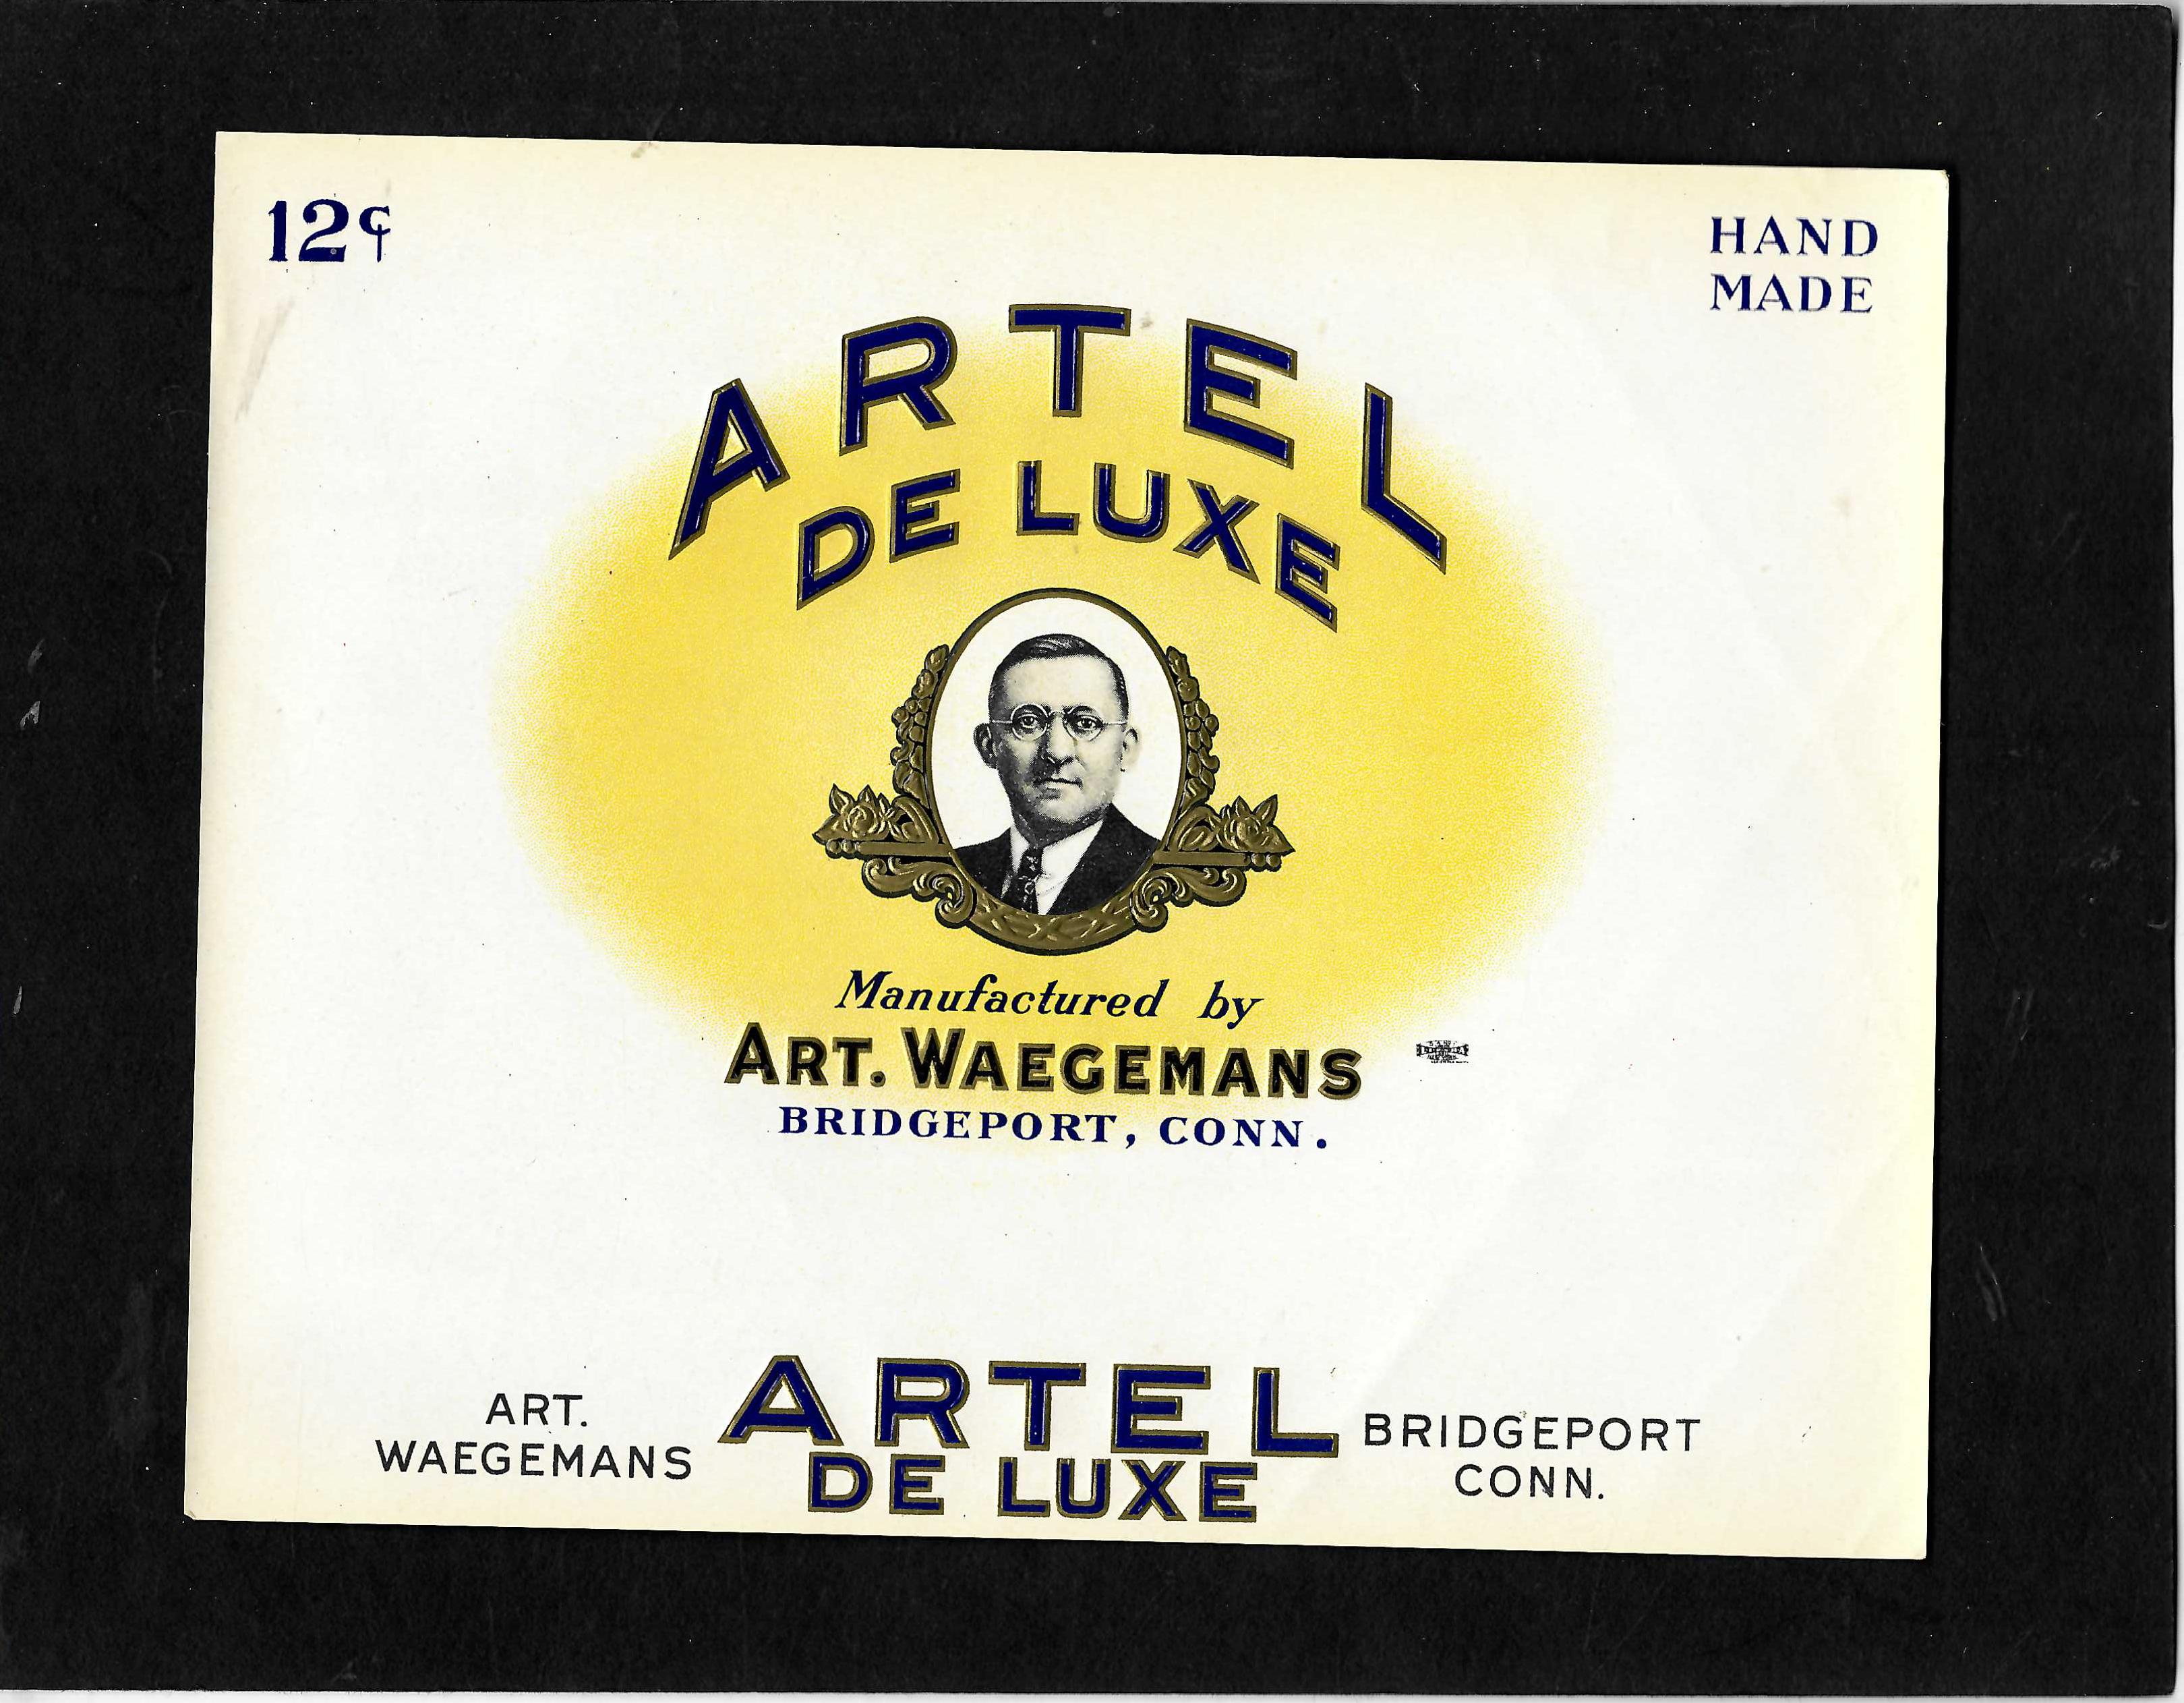 12¢
HAND
MADE
ARTEL
DE LUXE
Manufactured by
ART. WAEGEMANS
BRIDGEPORT, CONN.
ART.
WAEGEMANS
ARTEL
DE LUXE
BRIDGEPORT
CONN.